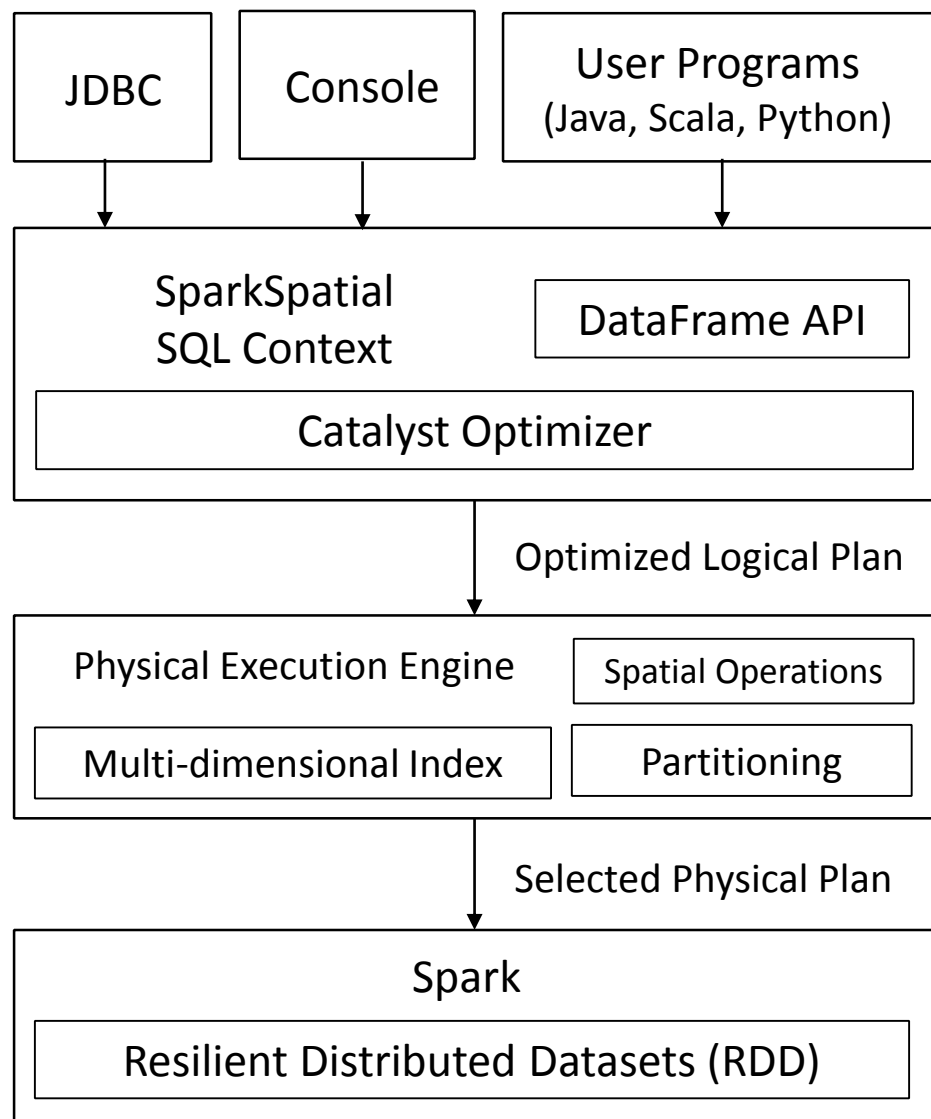 JDBC
Console
User Programs
(Java, Scala, Python)
SparkSpatial
SQL Context
DataFrame API
Catalyst Optimizer
Optimized Logical Plan
Physical Execution Engine
Spatial Operations
Multi-dimensional Index
Partitioning
Selected Physical Plan
Spark
Resilient Distributed Datasets (RDD)